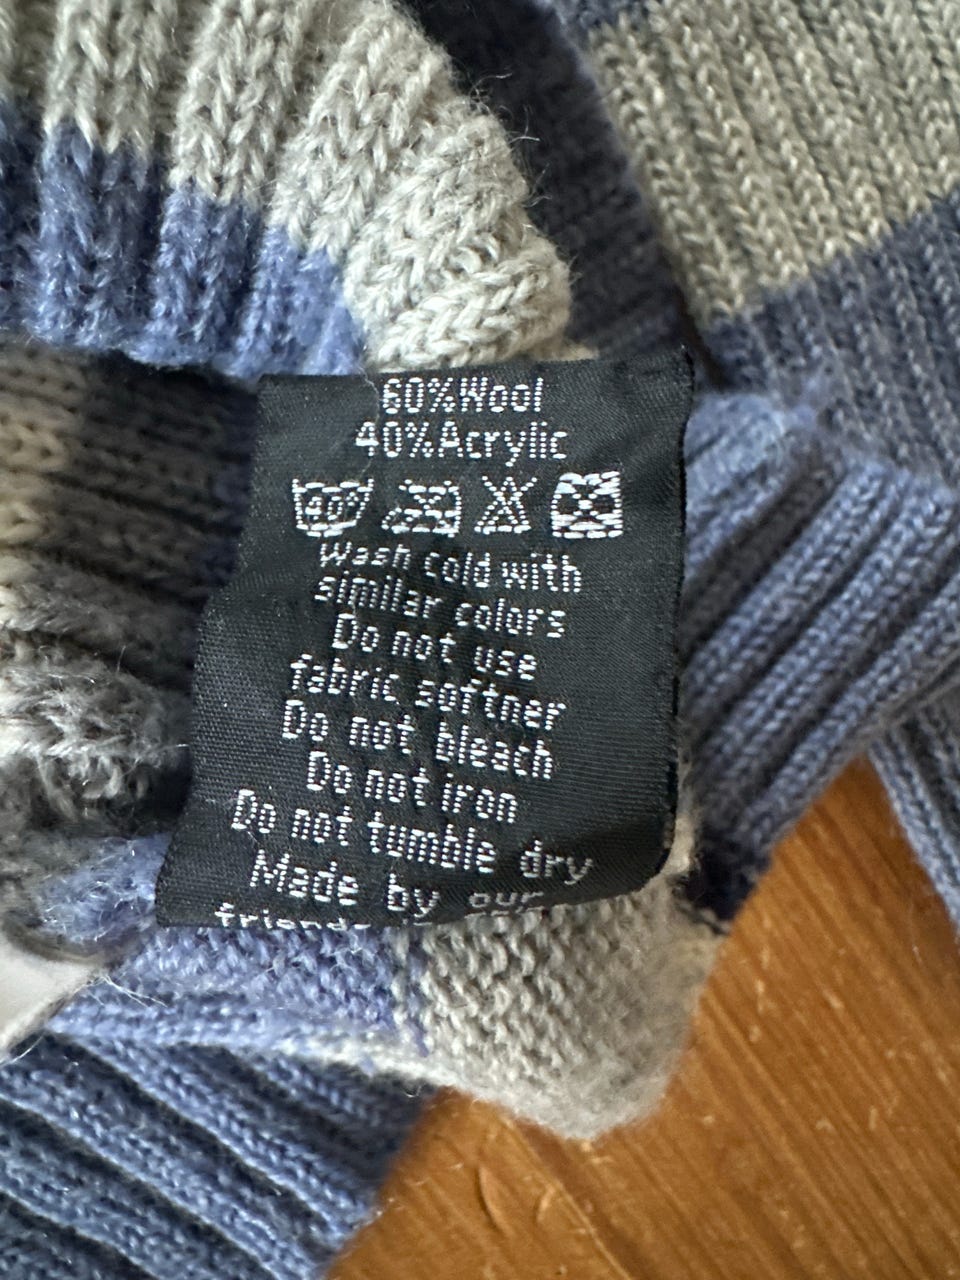 60%Wool
40%Acrylic
40°
Wash cold with
similar colors
Do not use
fabric softner
Do not bleach
Do not iron
Do not tumble dry
Made by our